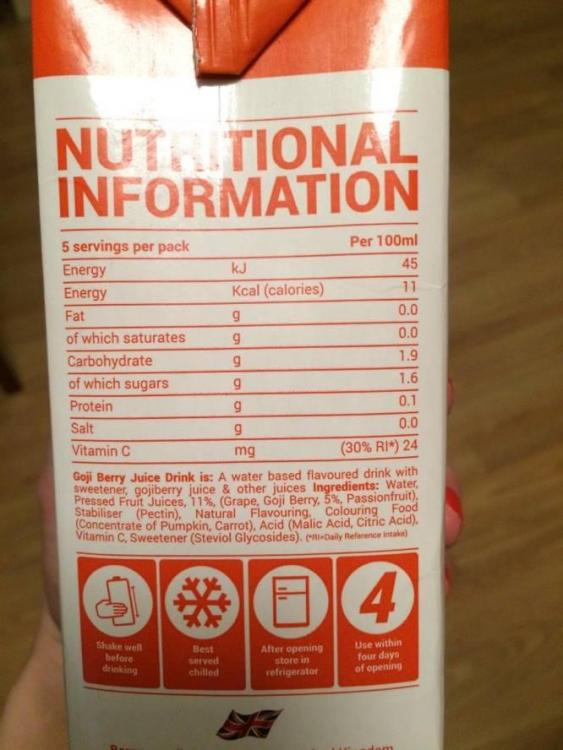 NUTRITIONAL
INFORMATION
5 servings per pack Per 100ml
Energy kJ 45
Energy Kcal (calories) 11
Fat g 0.0
of which saturates g 0.0
Carbohydrate g 1.9
of which sugars g 1.6
Protein g 0.1
Salt g 0.0
Vitamin C mg (30% RI*) 24
Goji Berry Juice Drink is: A water based flavoured drink with
sweetener, gojiberry juice & other juices Ingredients: Water,
Pressed Fruit Juices, 11%, (Grape, Goji Berry, 5%, Passionfruit),
Stabiliser (Pectin), Natural Flavouring, Colouring Food
(Concentrate of Pumpkin, Carrot), Acid (Malic Acid, Citric Acid),
Vitamin C, Sweetener (Steviol Glycosides). (*RI=Daily Reference Intake)
Shake well
before
drinking
Best
served
chilled
After opening
store in
refrigerator
4
Use within
four days
of opening